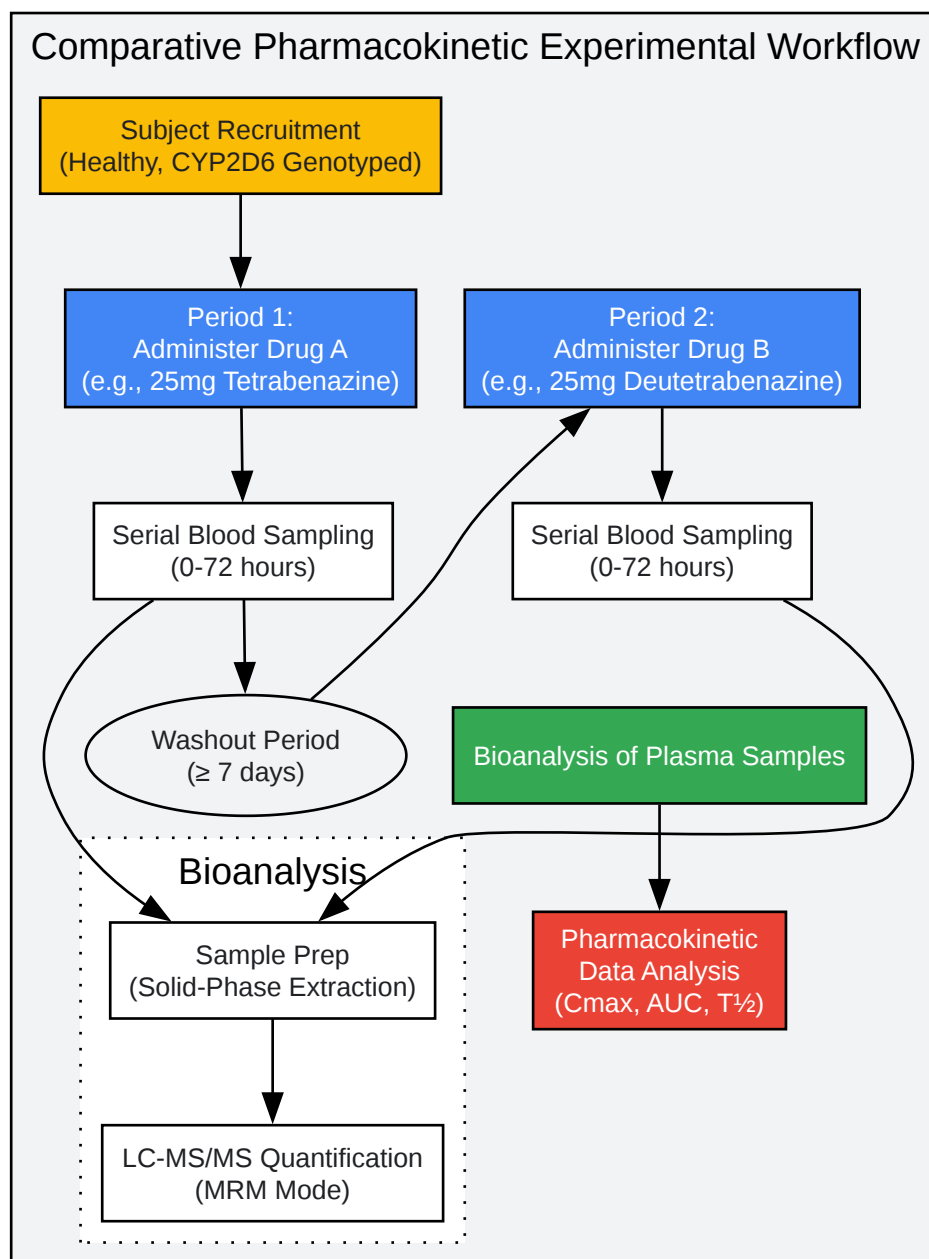 Comparative Pharmacokinetic Experimental Workflow
Subject Recruitment
(Healthy, CYP2D6 Genotyped)
Period 1:
Administer Drug A
(e.g., 25mg Tetrabenazine)
Period 2:
Administer Drug B
(e.g., 25mg Deutetrabenazine)
Serial Blood Sampling
(0-72 hours)
Serial Blood Sampling
(0-72 hours)
Washout Period
(≥ 7 days)
Bioanalysis of Plasma Samples
Bioanalysis
Sample Prep
(Solid-Phase Extraction)
Pharmacokinetic
Data Analysis
(Cmax, AUC, T½)
LC-MS/MS Quantification
(MRM Mode)